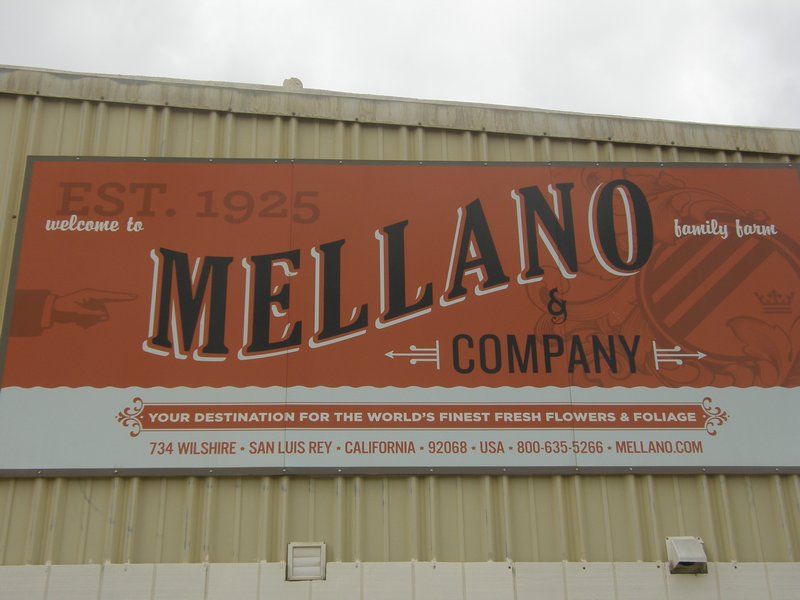 EST. 1925
welcome to
MELLANO
family farm
&
COMPANY
YOUR DESTINATION FOR THE WORLD'S FINEST FRESH FLOWERS & FOLIAGE
734 WILSHIRE • SAN LUIS REY • CALIFORNIA • 92068 • USA • 800-635-5266 • MELLANO.COM